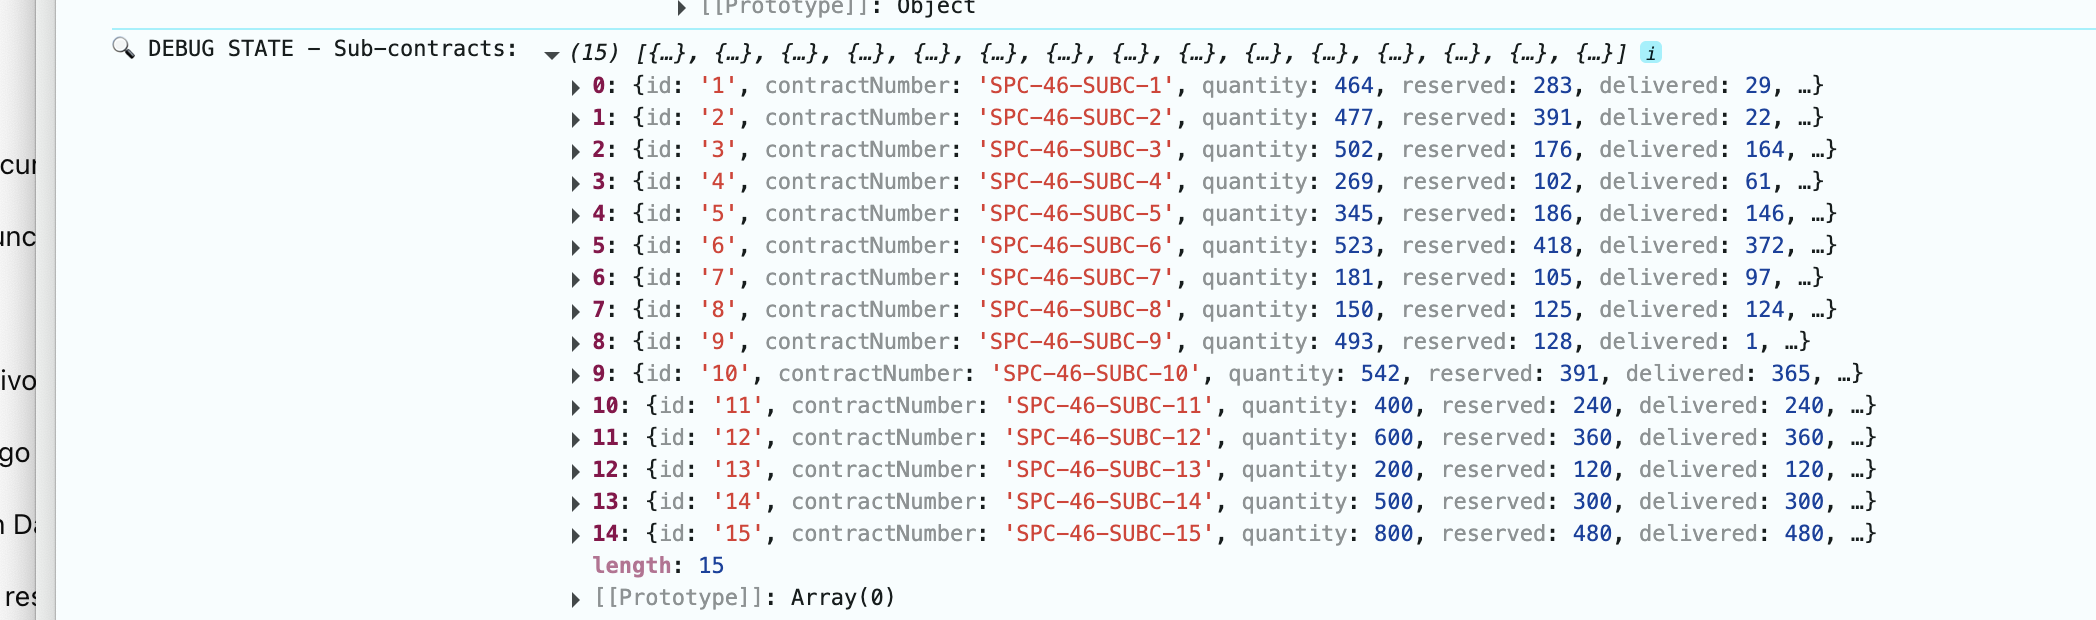 ▶ [[Prototype]]: Object
🔍 DEBUG STATE – Sub-contracts: ▼ (15) [{…}, {…}, {…}, {…}, {…}, {…}, {…}, {…}, {…}, {…}, {…}, {…}, {…}, {…}, {…}] i
▶ 0: {id: '1', contractNumber: 'SPC-46-SUBC-1', quantity: 464, reserved: 283, delivered: 29, …}
▶ 1: {id: '2', contractNumber: 'SPC-46-SUBC-2', quantity: 477, reserved: 391, delivered: 22, …}
▶ 2: {id: '3', contractNumber: 'SPC-46-SUBC-3', quantity: 502, reserved: 176, delivered: 164, …}
▶ 3: {id: '4', contractNumber: 'SPC-46-SUBC-4', quantity: 269, reserved: 102, delivered: 61, …}
▶ 4: {id: '5', contractNumber: 'SPC-46-SUBC-5', quantity: 345, reserved: 186, delivered: 146, …}
▶ 5: {id: '6', contractNumber: 'SPC-46-SUBC-6', quantity: 523, reserved: 418, delivered: 372, …}
▶ 6: {id: '7', contractNumber: 'SPC-46-SUBC-7', quantity: 181, reserved: 105, delivered: 97, …}
▶ 7: {id: '8', contractNumber: 'SPC-46-SUBC-8', quantity: 150, reserved: 125, delivered: 124, …}
▶ 8: {id: '9', contractNumber: 'SPC-46-SUBC-9', quantity: 493, reserved: 128, delivered: 1, …}
▶ 9: {id: '10', contractNumber: 'SPC-46-SUBC-10', quantity: 542, reserved: 391, delivered: 365, …}
▶ 10: {id: '11', contractNumber: 'SPC-46-SUBC-11', quantity: 400, reserved: 240, delivered: 240, …}
▶ 11: {id: '12', contractNumber: 'SPC-46-SUBC-12', quantity: 600, reserved: 360, delivered: 360, …}
▶ 12: {id: '13', contractNumber: 'SPC-46-SUBC-13', quantity: 200, reserved: 120, delivered: 120, …}
▶ 13: {id: '14', contractNumber: 'SPC-46-SUBC-14', quantity: 500, reserved: 300, delivered: 300, …}
▶ 14: {id: '15', contractNumber: 'SPC-46-SUBC-15', quantity: 800, reserved: 480, delivered: 480, …}
length: 15
▶ [[Prototype]]: Array(0)